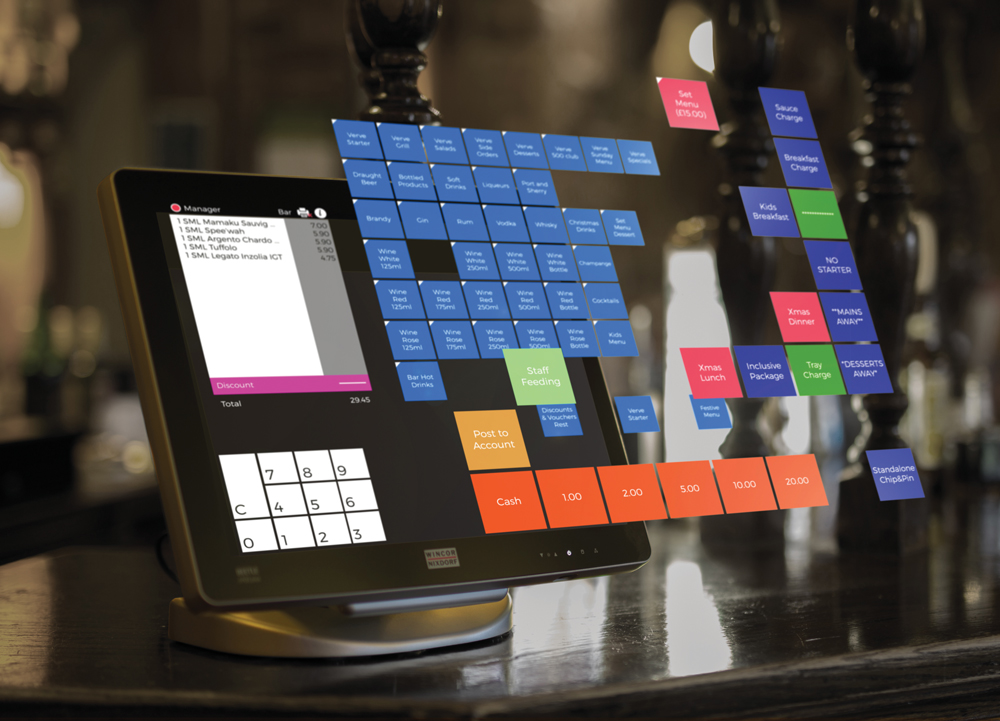 Manager Bar
1 SML Mamaku Sauvig ... 7.00
1 SML Spee'wah 5.90
1 SML Argento Chardo ... 5.90
1 SML Tuffolo 5.90
1 SML Legato Inzolia IGT 4.75
Discount
Total 29.45
C
7 8 9
4 5 6
0 1 2 3
Verve
Starter
Verve
Grill
Verve
Salads
Verve
Side
Orders
Verve
Desserts
Verve
500 club
Verve
Sunday
Menu
Verve
Specials
Draught
Beer
Bottled
Products
Soft
Drinks
Liqueurs
Port and
Sherry
Brandy
Gin
Rum
Vodka
Whisky
Christmas
Drinks
Set
Menu
Desert
Wine
White
125ml
Wine
White
250ml
Wine
White
500ml
Wine
White
Bottle
Champange
Wine
Red
125ml
Wine
Red
175ml
Wine
Red
250ml
Wine
Red
500ml
Wine
Red
Bottle
Cocktails
Wine
Rose
125ml
Wine
Rose
175ml
Wine
Rose
250ml
Wine
Rose
500ml
Wine
Rose
Bottle
Kids
Menu
Bar Hot
Drinks
Staff
Feeding
Discounts
& Vouchers
Rest
Verve
Starter
Festive
Menu
Post to
Account
Cash
1.00
2.00
5.00
10.00
20.00
Set
Menu
(£15.00)
Sauce
Charge
Breakfast
Charge
Kids
Breakfast
NO
STARTER
Xmas
Dinner
**MAINS
AWAY**
Xmas
Lunch
Inclusive
Package
Tray
Charge
*DESSERTS
AWAY*
Standalone
Chip&Pin
WINCOR
NIXDORF